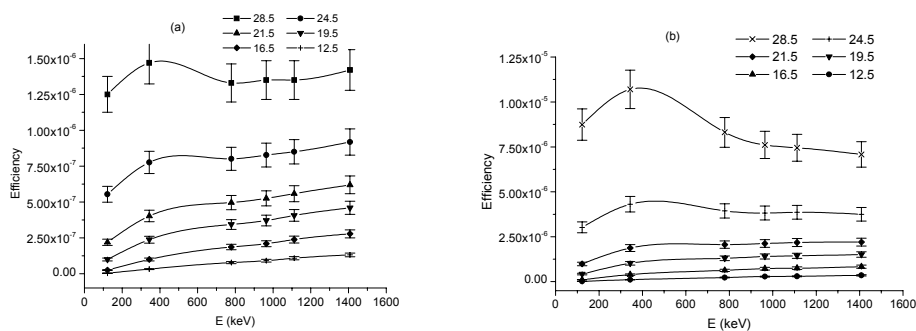 (a)
28.5 24.5
21.5 19.5
16.5 12.5
1.50x10⁻⁶
1.25x10⁻⁶
1.00x10⁻⁶
7.50x10⁻⁷
5.00x10⁻⁷
2.50x10⁻⁷
0.00
Efficiency
0 200 400 600 800 1000 1200 1400 1600
E (keV)
(b)
28.5 24.5
21.5 19.5
16.5 12.5
1.25x10⁻⁵
1.00x10⁻⁵
7.50x10⁻⁶
5.00x10⁻⁶
2.50x10⁻⁶
0.00
Efficiency
0 200 400 600 800 1000 1200 1400 1600
E (keV)